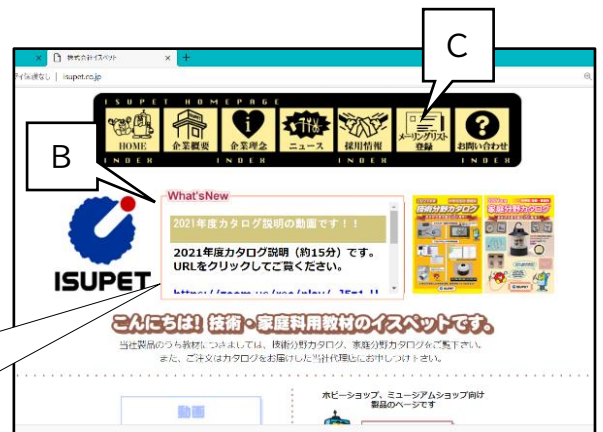 C
株式会社イスペット
isupet.co.jp
ISUPET HOMEPAGE
HOME
企業概要
企業理念
ニュース
採用情報
メーリングリスト
登録
お問い合わせ
INDEX
INDEX
INDEX
INDEX
B
What'sNew
2021年度カタログ説明の動画です!!
2021年度カタログ説明(約15分)です。
URLをクリックしてご覧ください。
ISUPET
技術分野カタログ
家庭分野カタログ
こんにちは! 技術・家庭科用教材のイスペットです。
当社製品のうち教材につきましては、技術分野カタログ、家庭分野カタログをご覧下さい。
また、ご注文はカタログをお届けした当社代理店にお申しつけ下さい。
動画
ホビーショップ、ミュージアムショップ向け
製品のページです